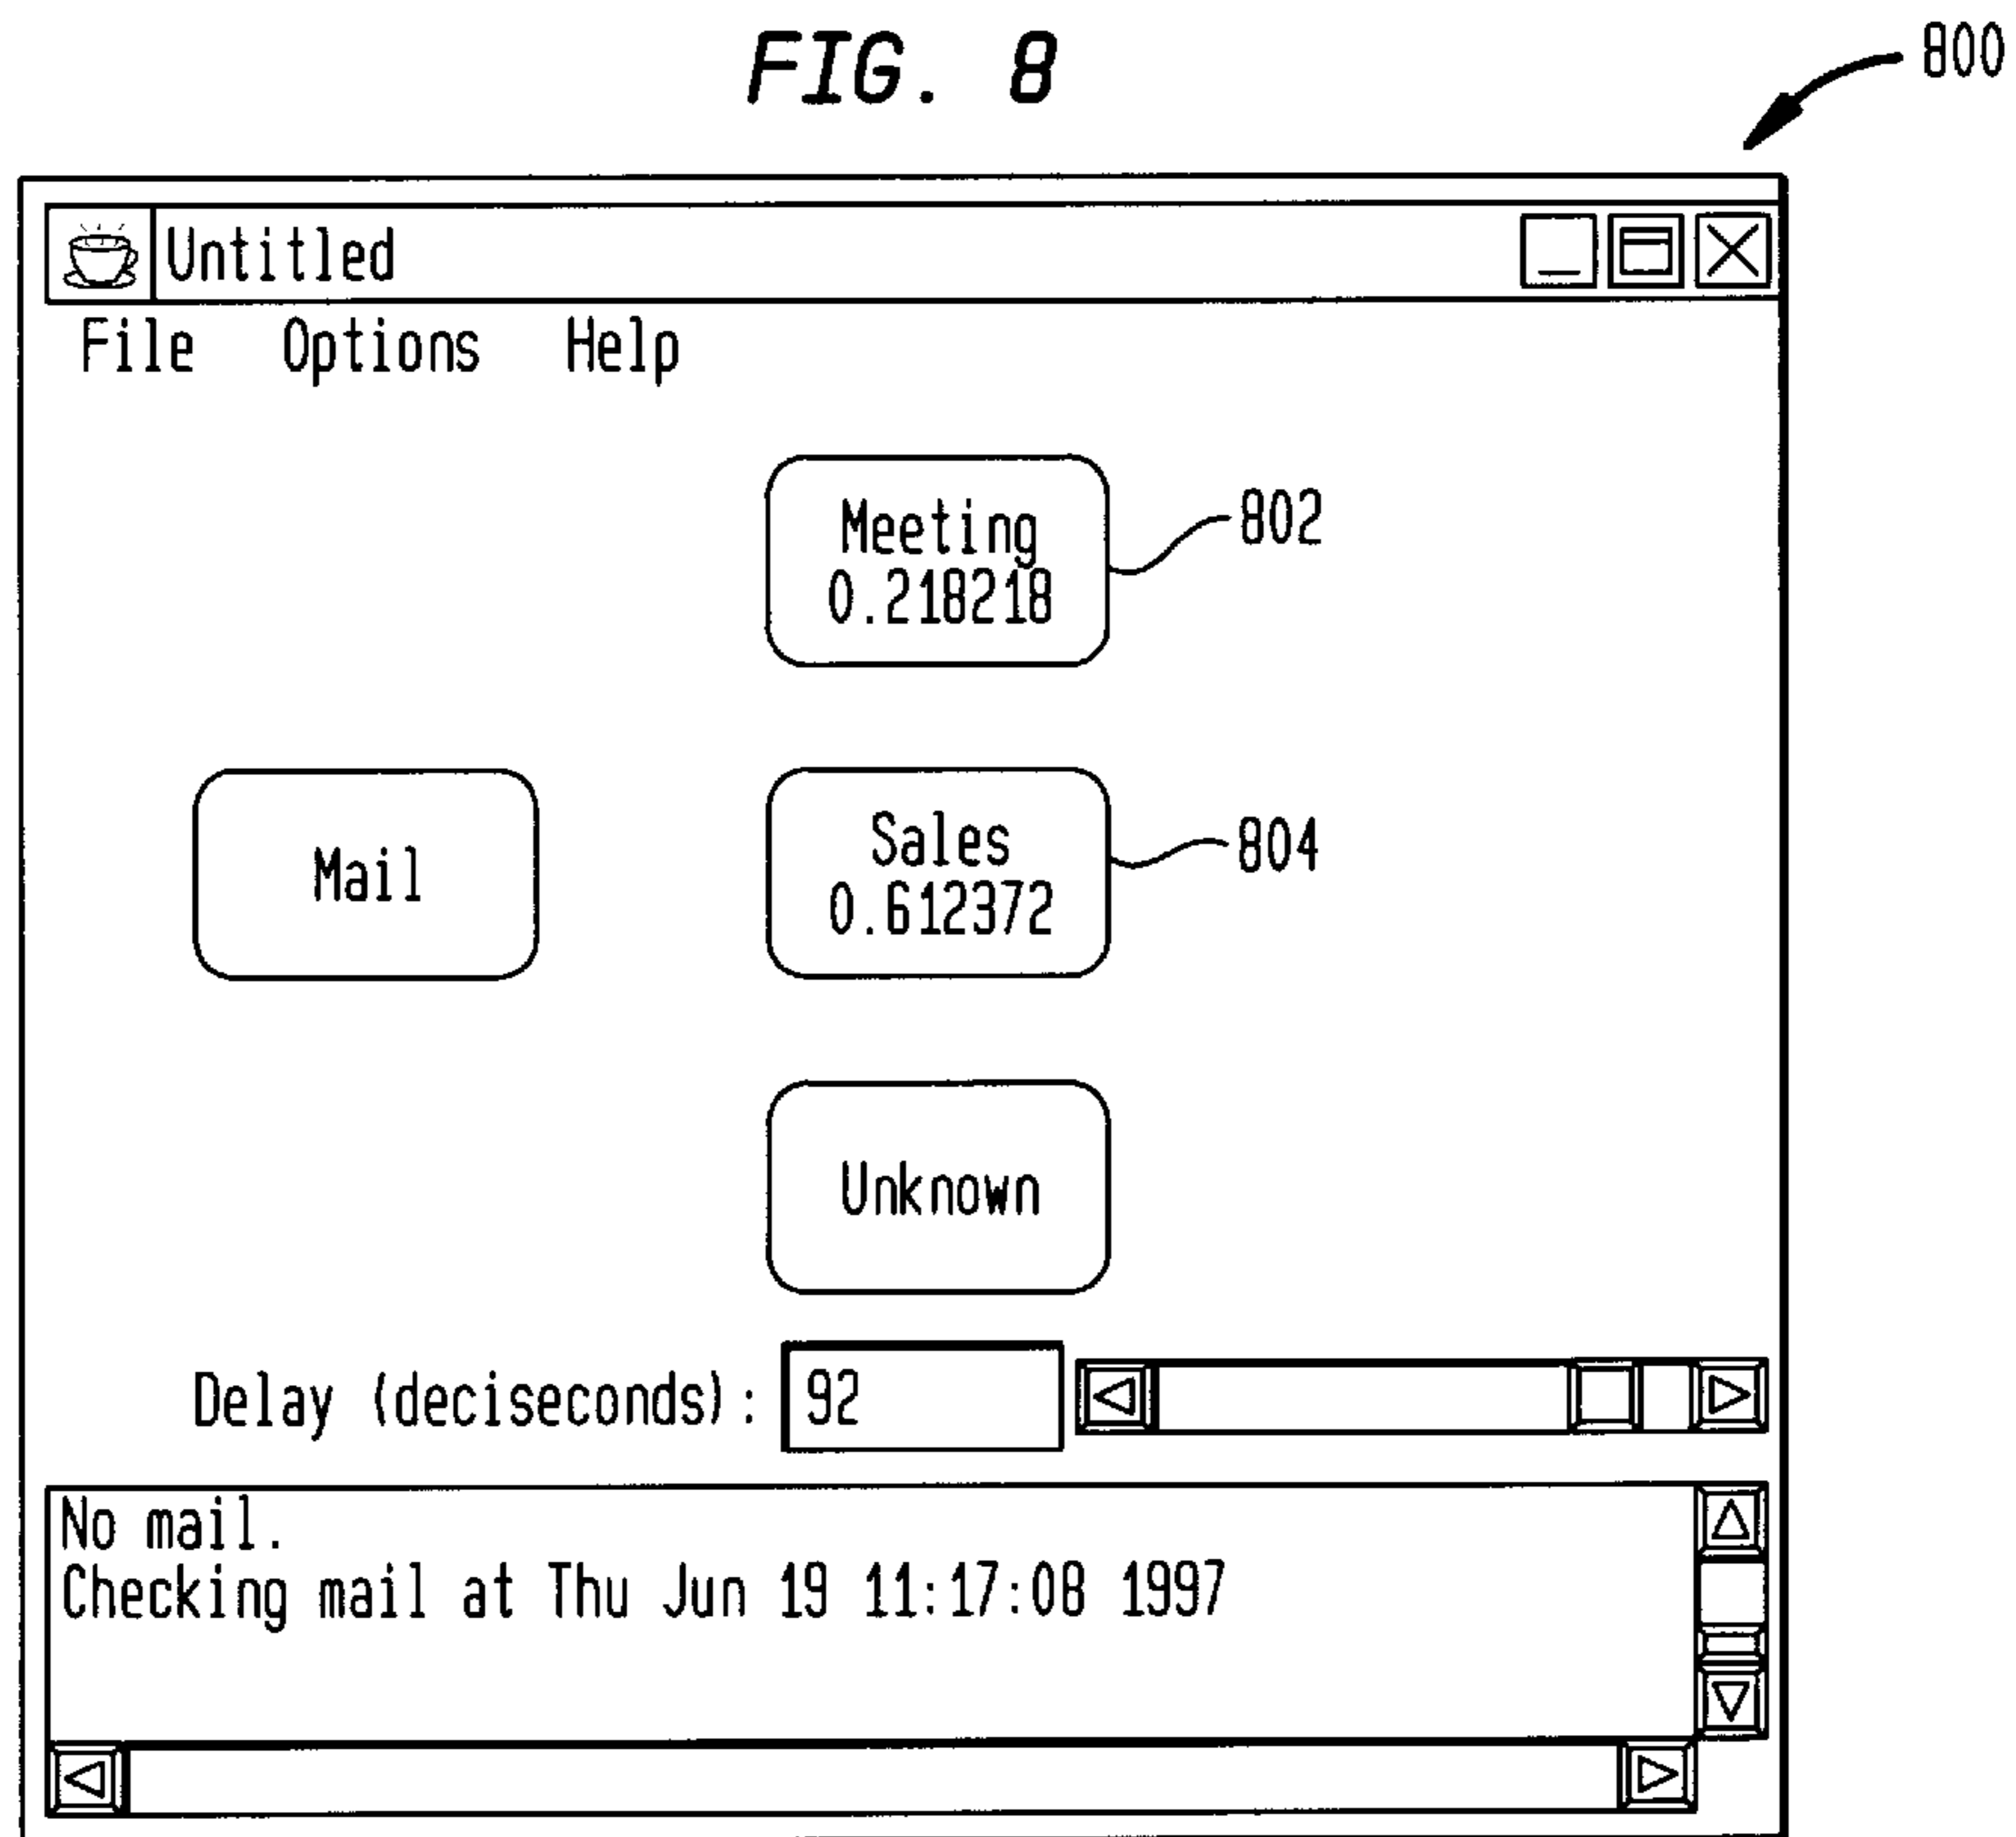 FIG. 8
800
Untitled
File Options Help
Meeting
0.218218
802
Mail
Sales
0.612372
804
Unknown
Delay (deciseconds): 92
No mail.
Checking mail at Thu Jun 19 11:17:08 1997